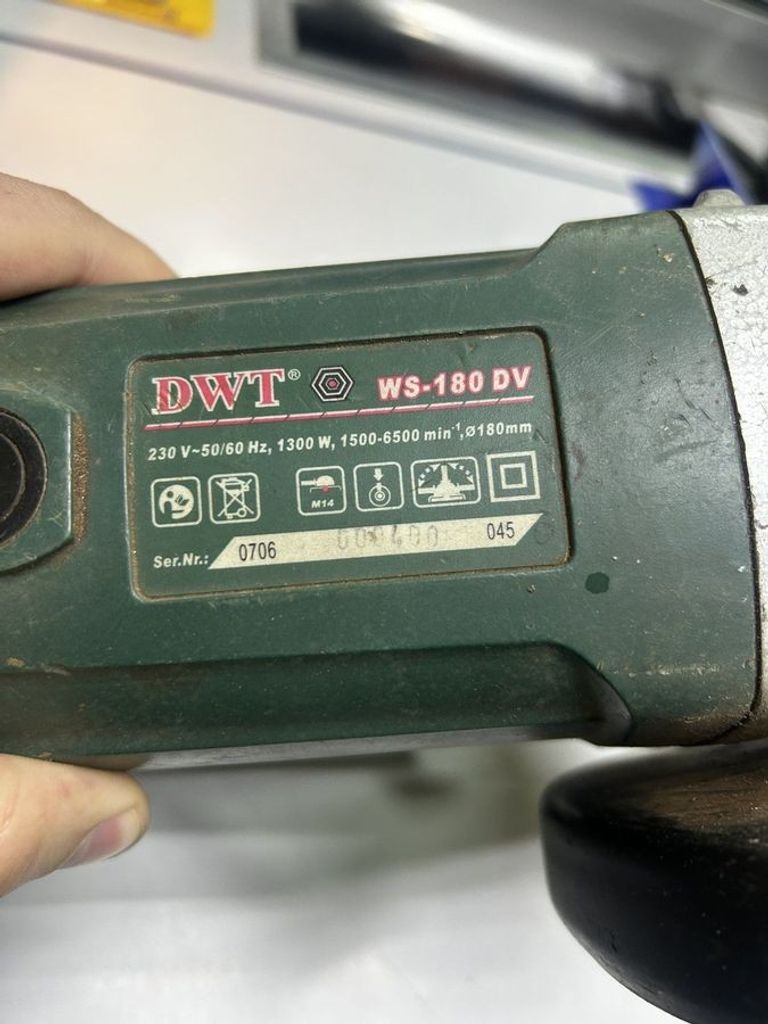 DWT® WS-180 DV
230 V~50/60 Hz, 1300 W, 1500-6500 min⁻¹,ø180mm
M14
Ser.Nr.: 0706 045